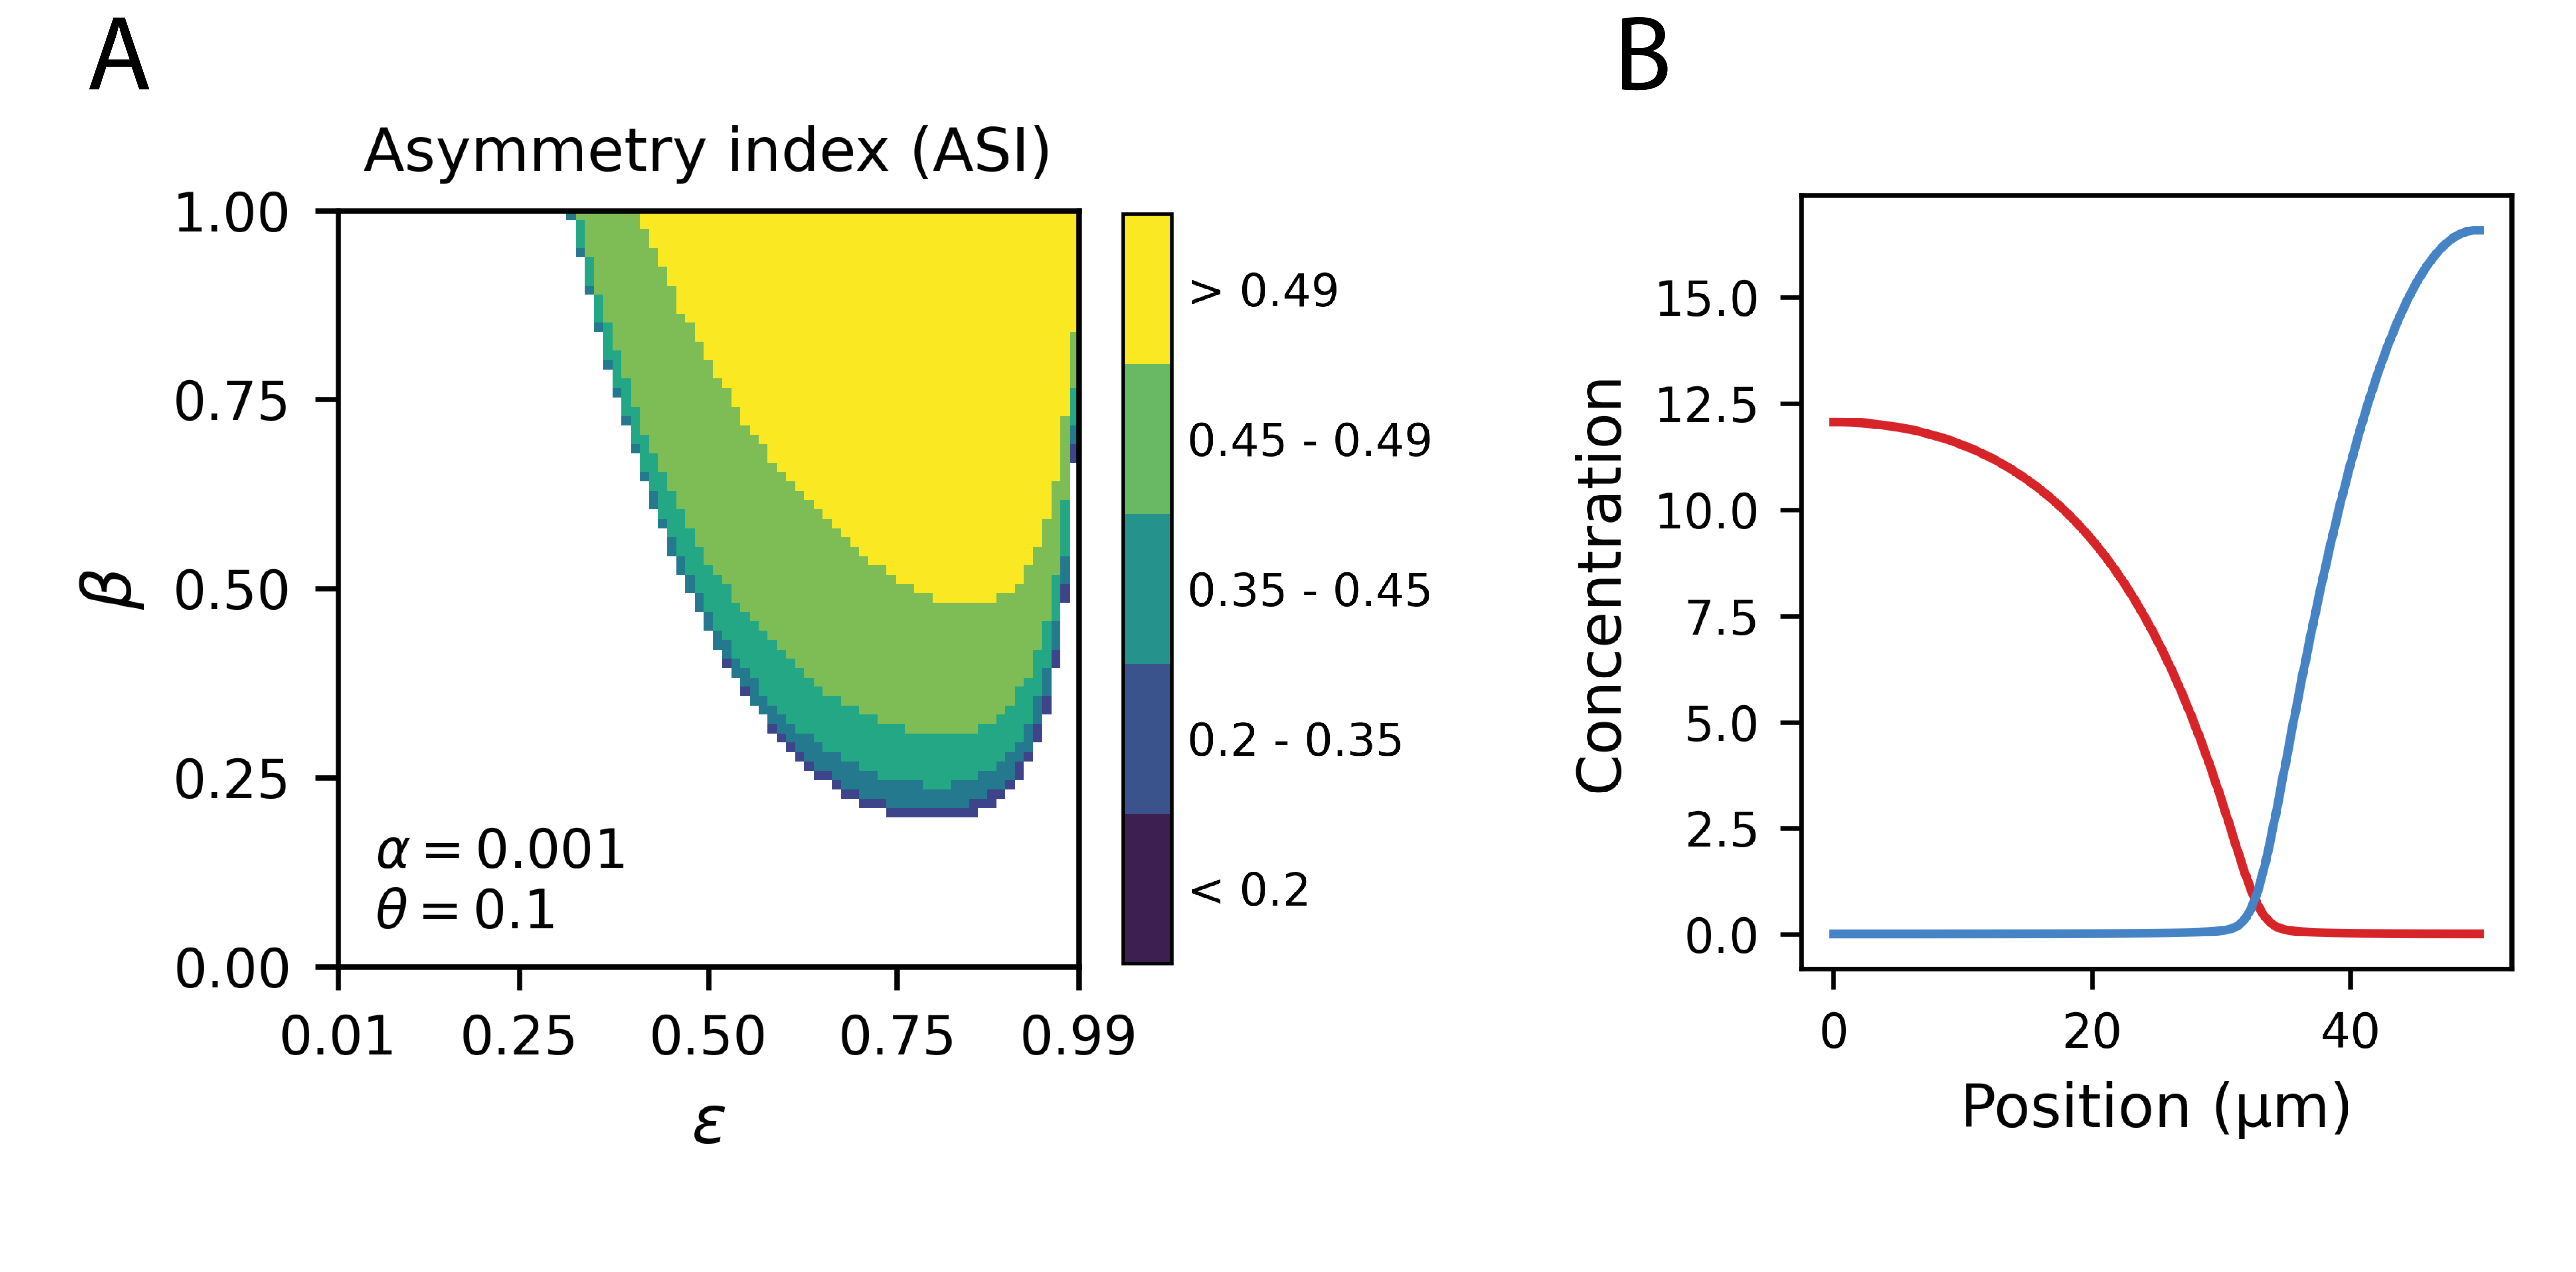 A
Asymmetry index (ASI)
1.00
0.75
0.50
0.25
0.00
β
α = 0.001
θ = 0.1
0.01 0.25 0.50 0.75 0.99
ε
> 0.49
0.45 - 0.49
0.35 - 0.45
0.2 - 0.35
< 0.2
B
Concentration
15.0
12.5
10.0
7.5
5.0
2.5
0.0
0 20 40
Position (µm)